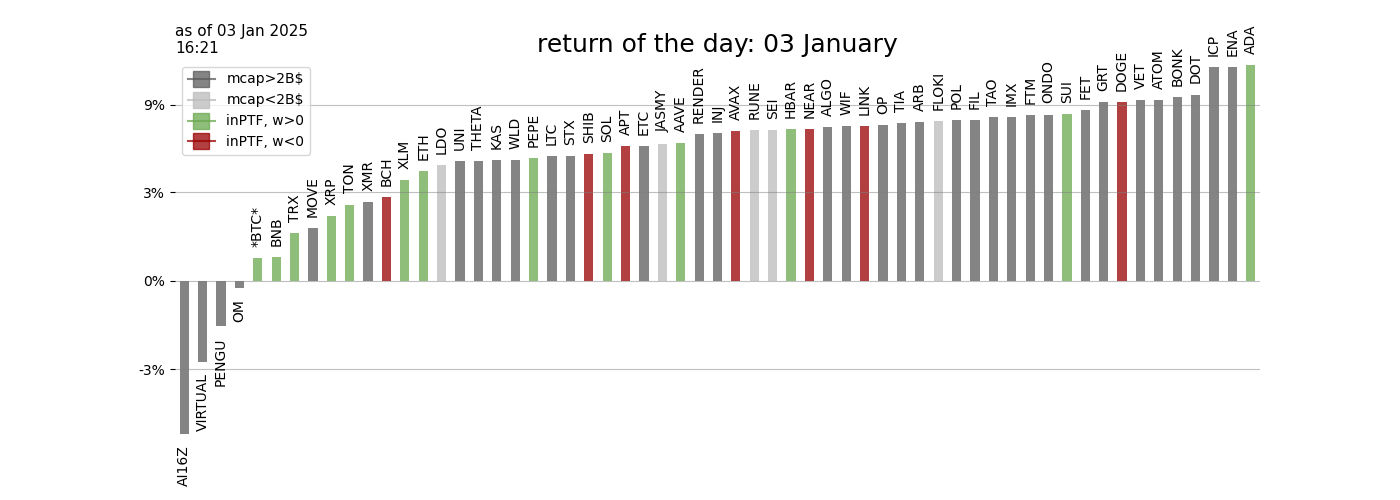 as of 03 Jan 2025
16:21
return of the day: 03 January
mcap>2B$
mcap<2B$
inPTF, w>0
inPTF, w<0
9%
3%
0%
-3%
AI16Z
VIRTUAL
PENGU
OM
*BTC*
BNB
TRX
MOVE
XRP
TON
XMR
BCH
XLM
ETH
LDO
UNI
THETA
KAS
WLD
PEPE
LTC
STX
SHIB
SOL
APT
ETC
JASMY
AAVE
RENDER
INJ
AVAX
RUNE
SEI
HBAR
NEAR
ALGO
WIF
LINK
OP
TIA
ARB
FLOKI
POL
FIL
TAO
IMX
FTM
ONDO
SUI
FET
GRT
DOGE
VET
ATOM
BONK
DOT
ICP
ENA
ADA